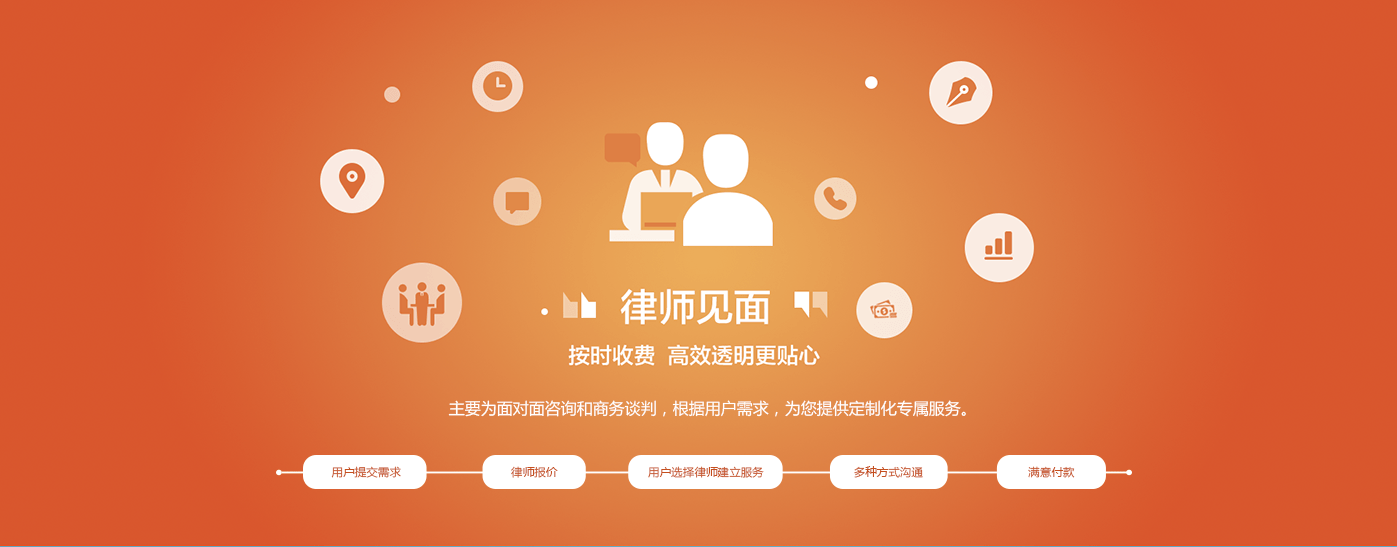 律师见面
按时收费 高效透明更贴心
主要为面对面咨询和商务谈判，根据用户需求，为您提供定制化专属服务。
用户提交需求
律师报价
用户选择律师建立服务
多种方式沟通
满意付款